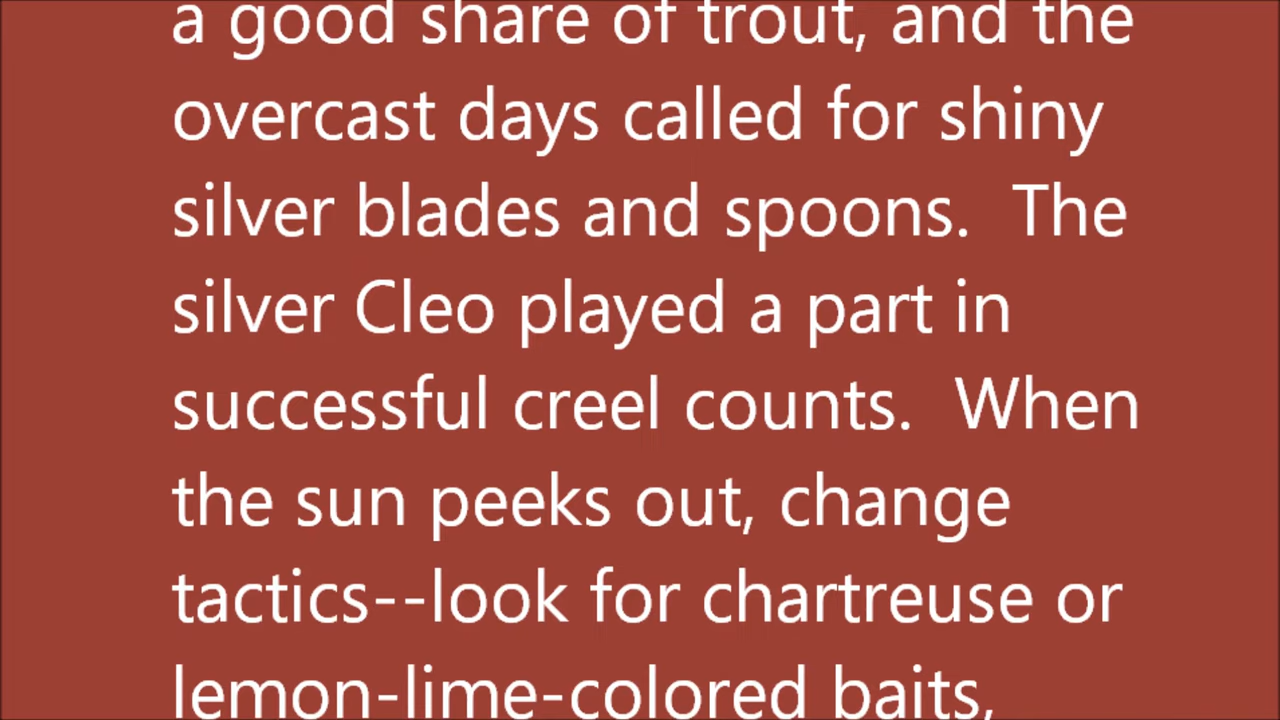 a good share of trout, and the
overcast days called for shiny
silver blades and spoons.  The
silver Cleo played a part in
successful creel counts.  When
the sun peeks out, change
tactics--look for chartreuse or
lemon-lime-colored baits,